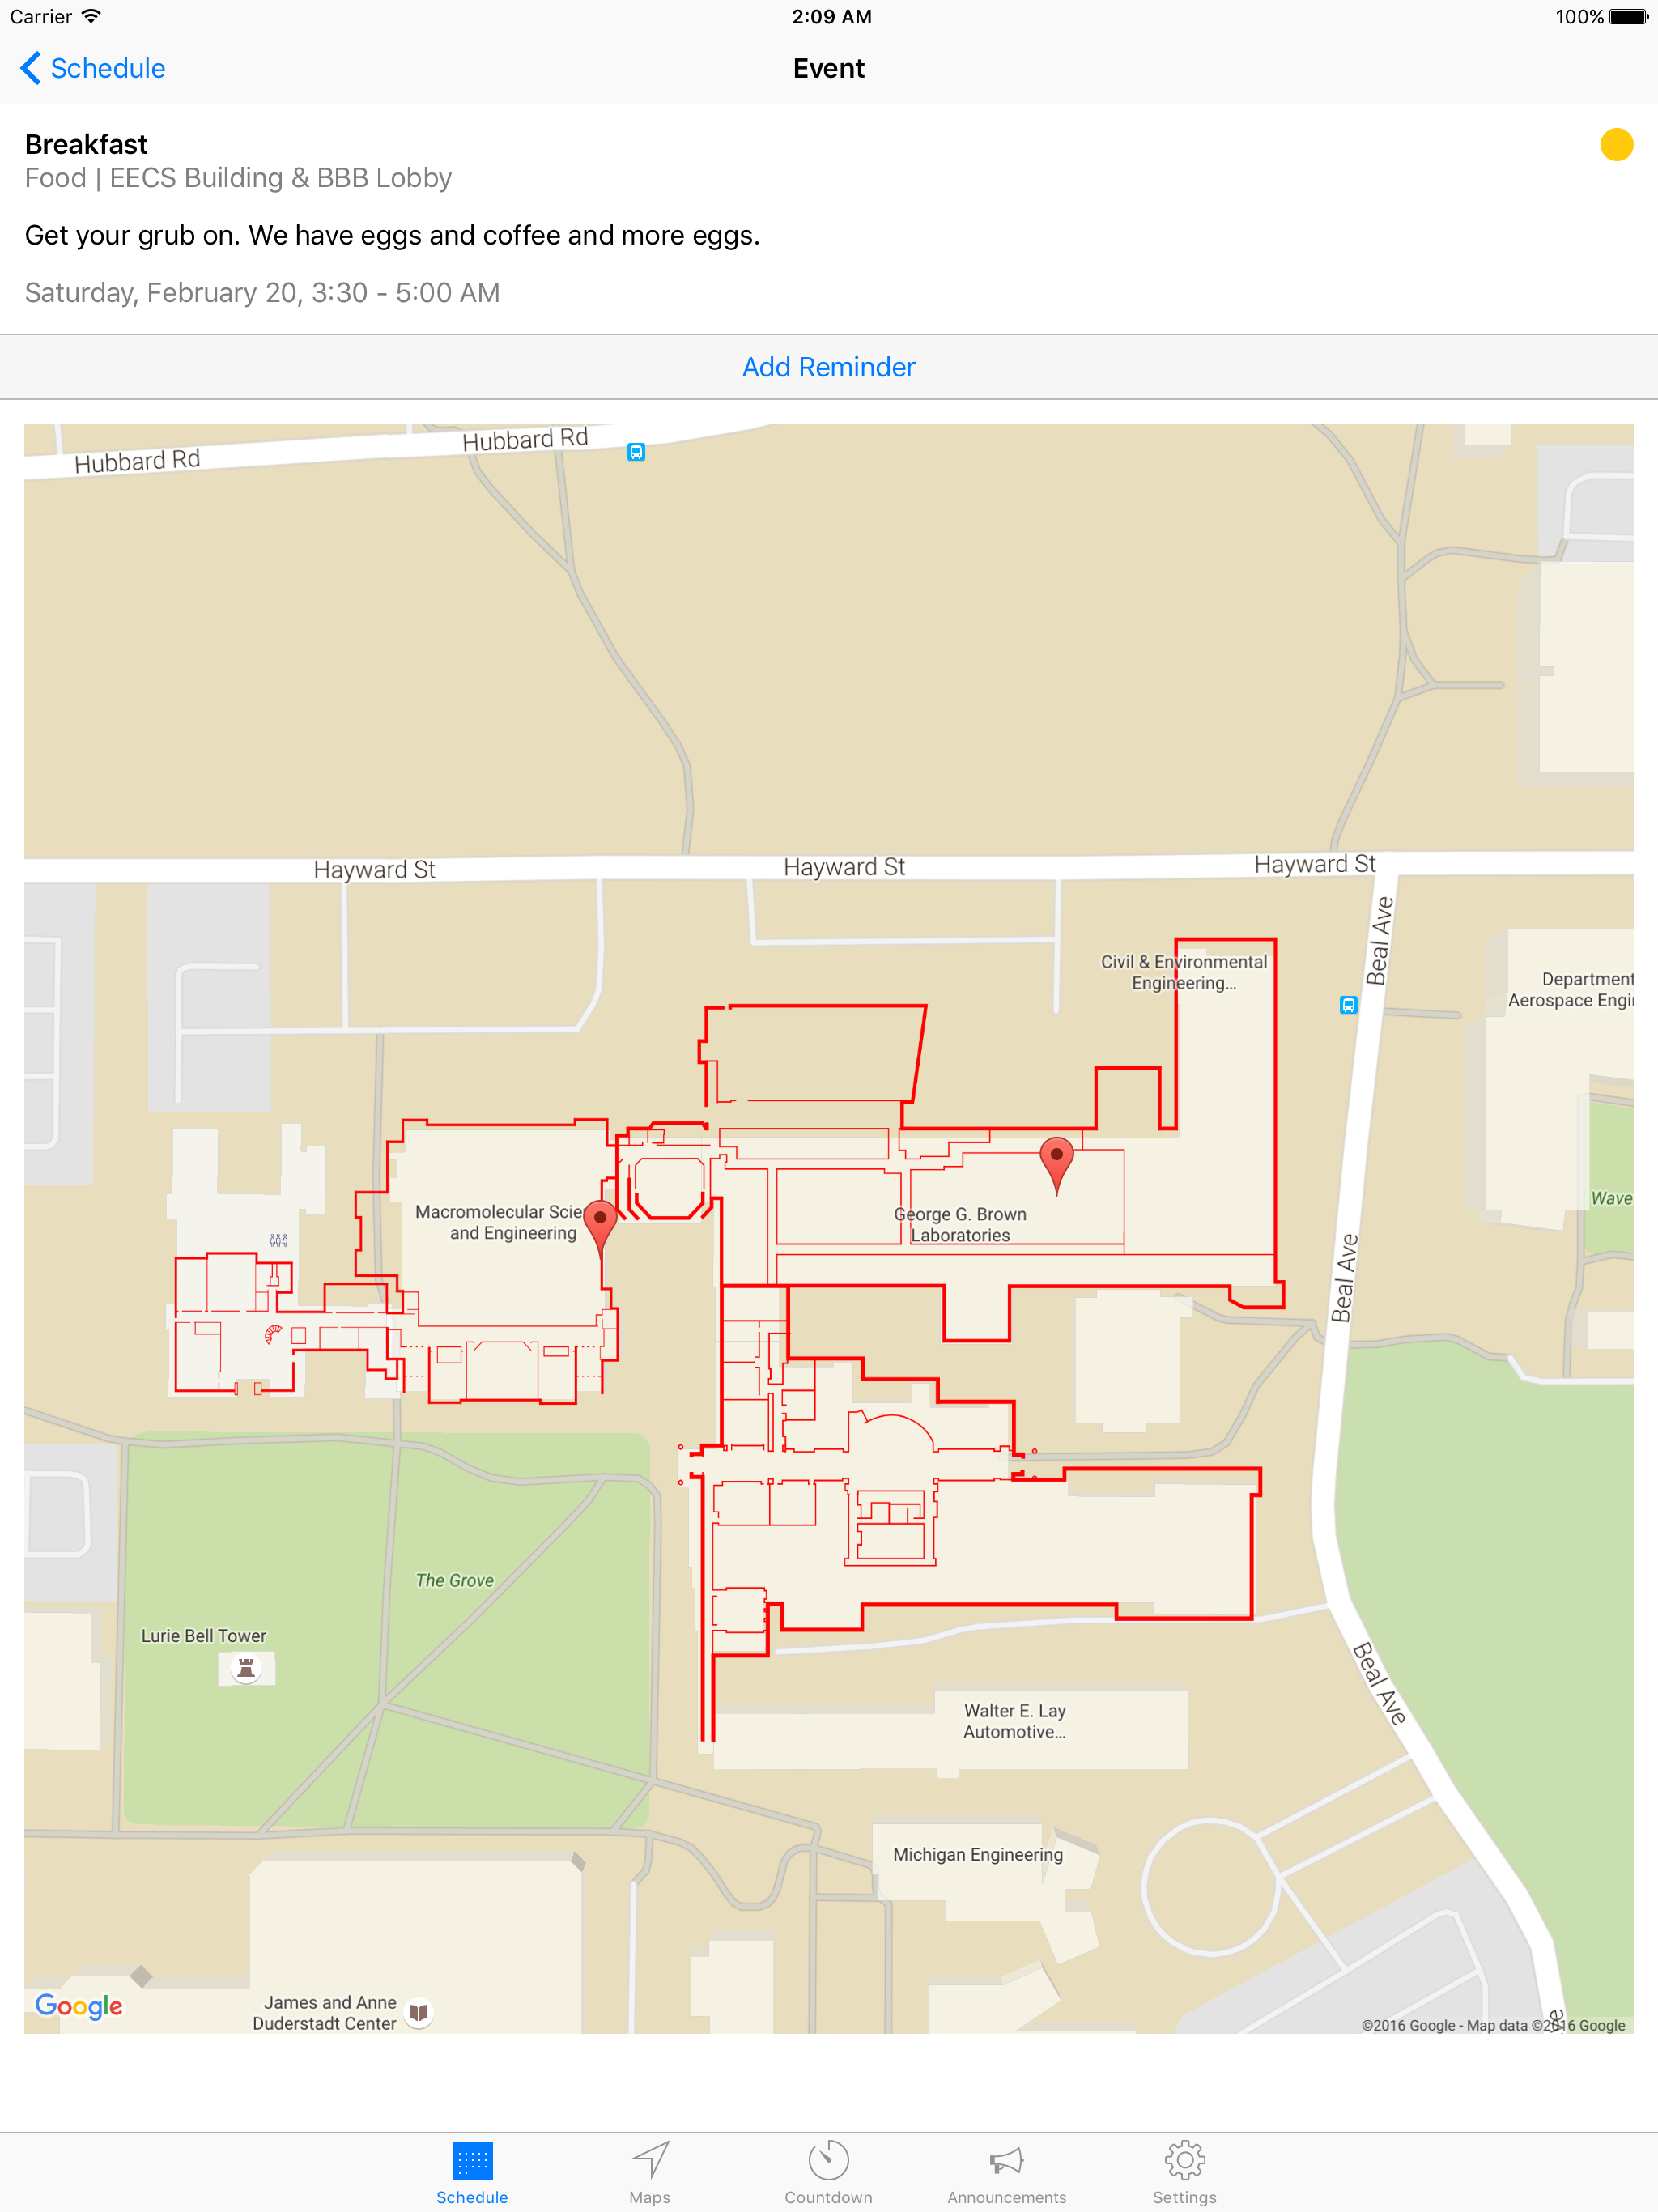 Carrier
2:09 AM
100%
Schedule
Event
Breakfast
Food | EECS Building & BBB Lobby
Get your grub on. We have eggs and coffee and more eggs.
Saturday, February 20, 3:30 - 5:00 AM
Add Reminder
Hubbard Rd
Hubbard Rd
Hayward St
Hayward St
Hayward St
Beal Ave
Civil & Environmental
Engineering...
Department
Aerospace Engi
Macromolecular Scie
and Engineering
George G. Brown
Laboratories
Wave
Beal Ave
The Grove
Lurie Bell Tower
Beal Ave
Walter E. Lay
Automotive...
Michigan Engineering
James and Anne
Duderstadt Center
Google
©2016 Google - Map data ©2016 Google
Schedule
Maps
Countdown
Announcements
Settings